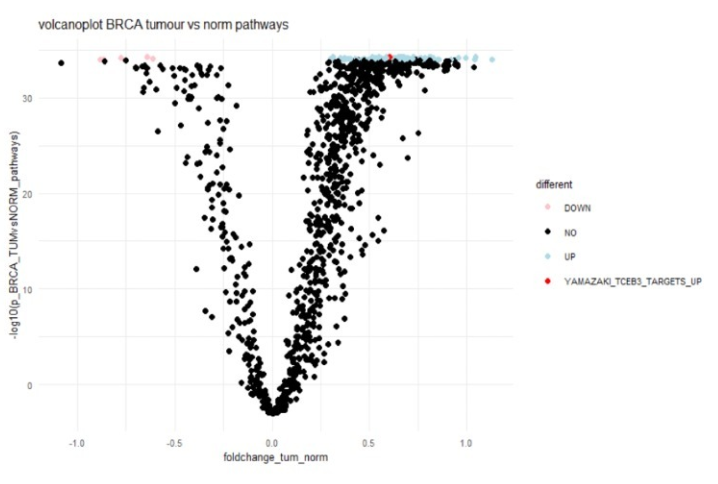 volcanoplot BRCA tumour vs norm pathways
-log10(p_BRCA_TUMvsNORM_pathways)
30
20
10
0
-1.0
-0.5
0.0
0.5
1.0
foldchange_tum_norm
different
DOWN
NO
UP
YAMAZAKI_TCEB3_TARGETS_UP